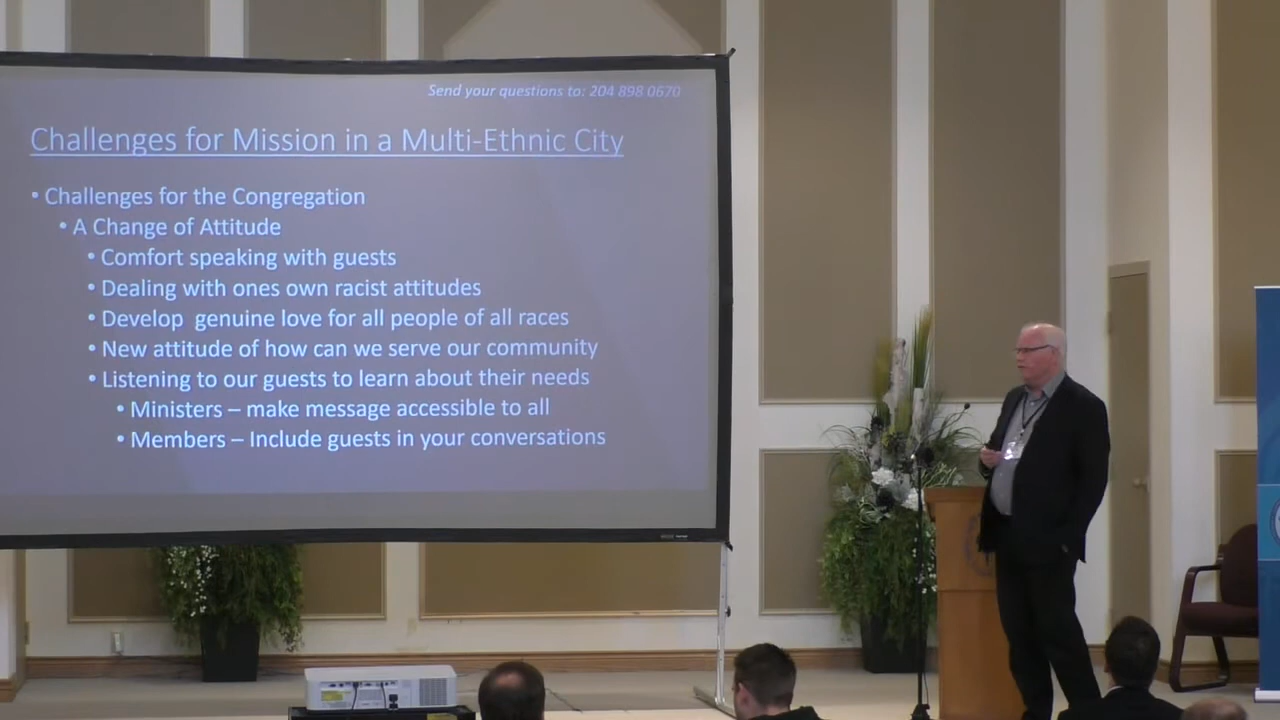 Send your questions to: 204 898 0670
Challenges for Mission in a Multi-Ethnic City
• Challenges for the Congregation
• A Change of Attitude
• Comfort speaking with guests
• Dealing with ones own racist attitudes
• Develop genuine love for all people of all races
• New attitude of how can we serve our community
• Listening to our guests to learn about their needs
• Ministers – make message accessible to all
• Members – Include guests in your conversations